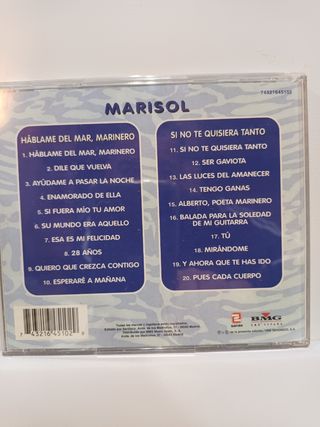 74321645102
MARISOL
HÁBLAME DEL MAR, MARINERO
1. HÁBLAME DEL MAR, MARINERO
2. DILE QUE VUELVA
3. AYÚDAME A PASAR LA NOCHE
4. ENAMORADO DE ELLA
5. SI FUERA MÍO TU AMOR
6. SU MUNDO ERA AQUELLO
7. ESA ES MI FELICIDAD
8. 28 AÑOS
9. QUIERO QUE CREZCA CONTIGO
10. ESPERARÉ A MAÑANA
SI NO TE QUISIERA TANTO
11. SI NO TE QUISIERA TANTO
12. SER GAVIOTA
13. LAS LUCES DEL AMANECER
14. TENGO GANAS
15. ALBERTO, POETA MARINERO
16. BALADA PARA LA SOLEDAD
DE MI GUITARRA
17. TÚ
18. MIRÁNDOME
19. Y AHORA QUE TE HAS IDO
20. PUES CADA CUERPO
7 43216 45102
BMG